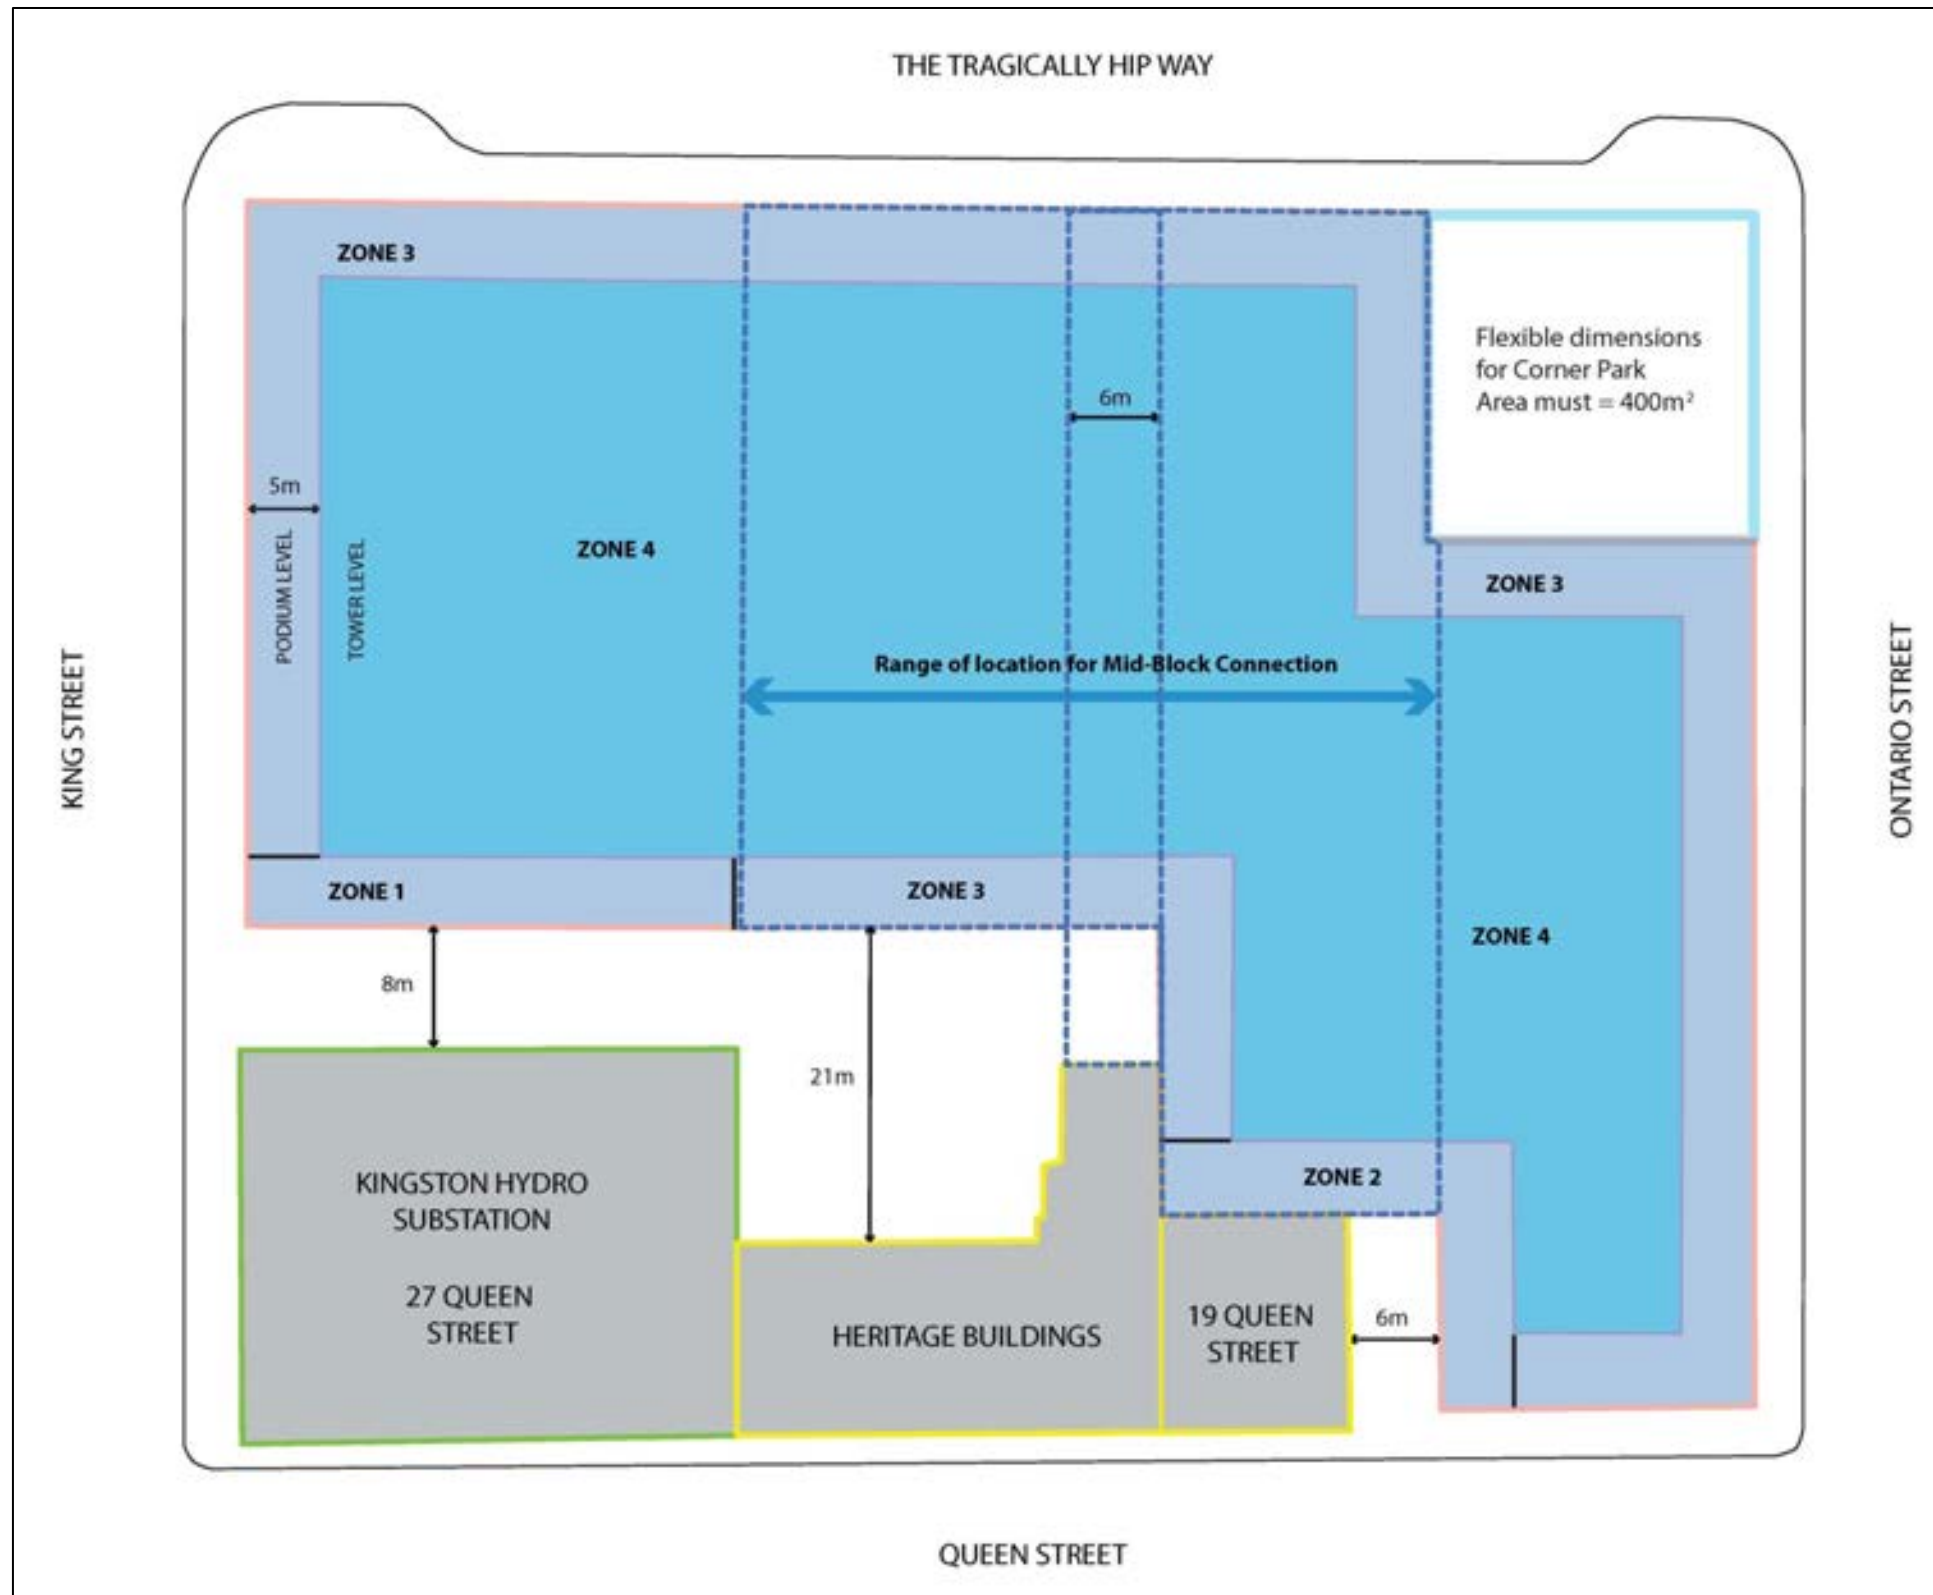 THE TRAGICALLY HIP WAY
ZONE 3
Flexible dimensions
for Corner Park
Area must = 400m²
6m
5m
ZONE 4
PODIUM LEVEL
TOWER LEVEL
ZONE 3
Range of location for Mid-Block Connection
KING STREET
ONTARIO STREET
ZONE 1
ZONE 3
ZONE 4
8m
21m
KINGSTON HYDRO
SUBSTATION
27 QUEEN
STREET
ZONE 2
HERITAGE BUILDINGS
19 QUEEN
STREET
6m
QUEEN STREET